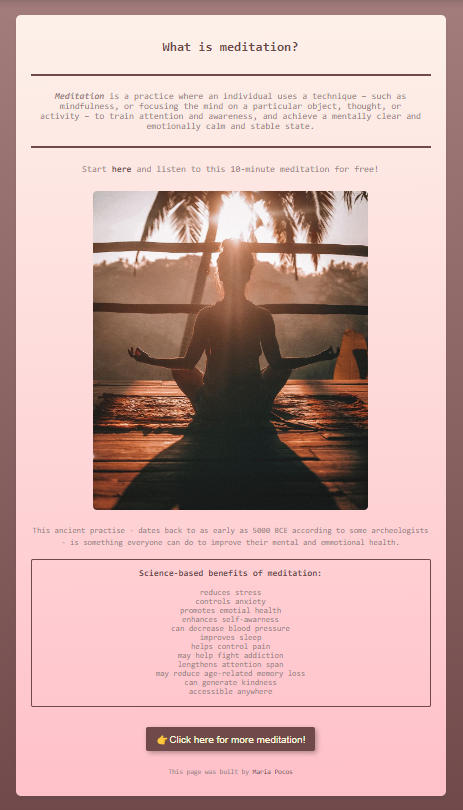 What is meditation?
Meditation is a practice where an individual uses a technique – such as
mindfulness, or focusing the mind on a particular object, thought, or
activity – to train attention and awareness, and achieve a mentally clear and
emotionally calm and stable state.
Start here and listen to this 10-minute meditation for free!
This ancient practise - dates back to as early as 5000 BCE according to some archeologists
- is something everyone can do to improve their mental and emmotional health.
Science-based benefits of meditation:
reduces stress
controls anxiety
promotes emotial health
enhances self-awarness
can decrease blood pressure
improves sleep
helps control pain
may help fight addiction
lengthens attention span
may reduce age-related memory loss
can generate kindness
accessible anywhere
👉 Click here for more meditation!
This page was built by Maria Pocos